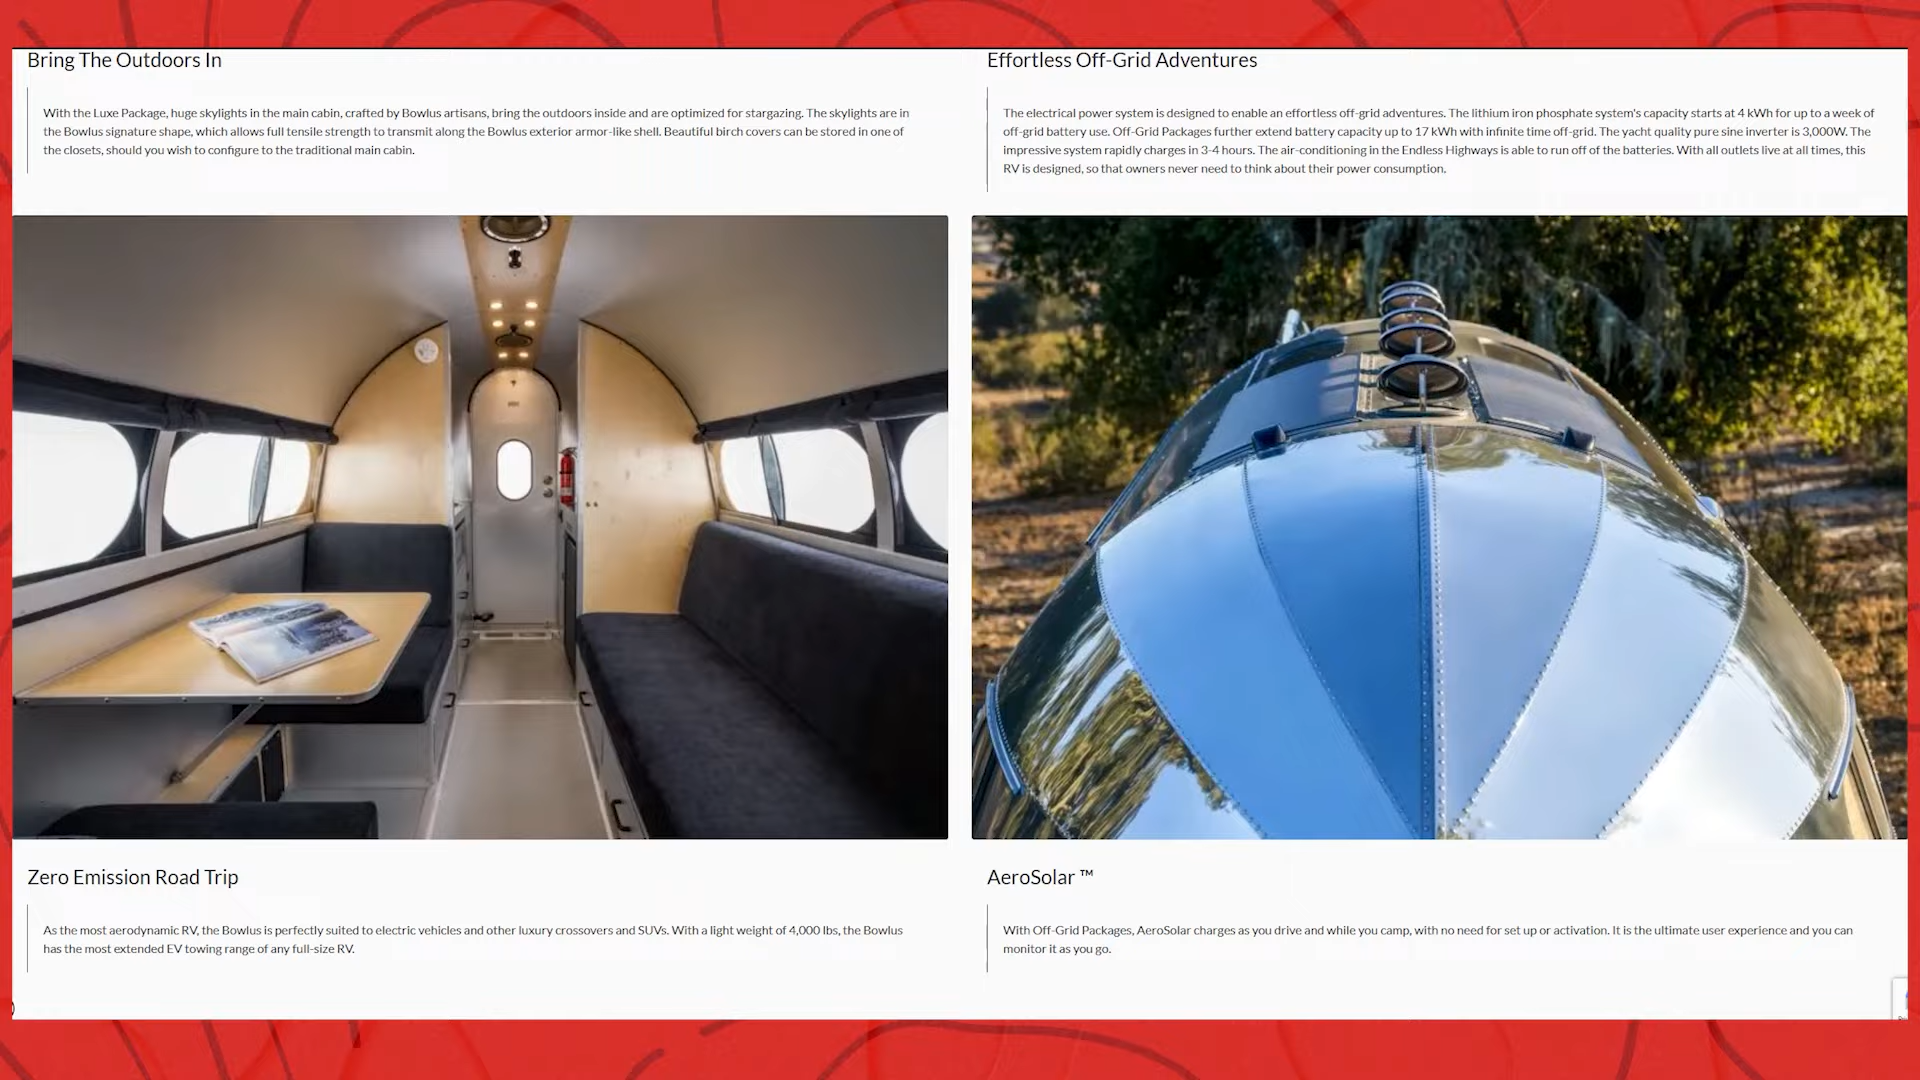 Bring The Outdoors In
With the Luxe Package, huge skylights in the main cabin, crafted by Bowlus artisans, bring the outdoors inside and are optimized for stargazing. The skylights are in
the Bowlus signature shape, which allows full tensile strength to transmit along the Bowlus exterior armor-like shell. Beautiful birch covers can be stored in one of
the closets, should you wish to configure to the traditional main cabin.
Effortless Off-Grid Adventures
The electrical power system is designed to enable an effortless off-grid adventures. The lithium iron phosphate system's capacity starts at 4 kWh for up to a week of
off-grid battery use. Off-Grid Packages further extend battery capacity up to 17 kWh with infinite time off-grid. The yacht quality pure sine inverter is 3,000W. The
impressive system rapidly charges in 3-4 hours. The air-conditioning in the Endless Highways is able to run off of the batteries. With all outlets live at all times, this
RV is designed, so that owners never need to think about their power consumption.
Zero Emission Road Trip
As the most aerodynamic RV, the Bowlus is perfectly suited to electric vehicles and other luxury crossovers and SUVs. With a light weight of 4,000 lbs, the Bowlus
has the most extended EV towing range of any full-size RV.
AeroSolar ™
With Off-Grid Packages, AeroSolar charges as you drive and while you camp, with no need for set up or activation. It is the ultimate user experience and you can
monitor it as you go.